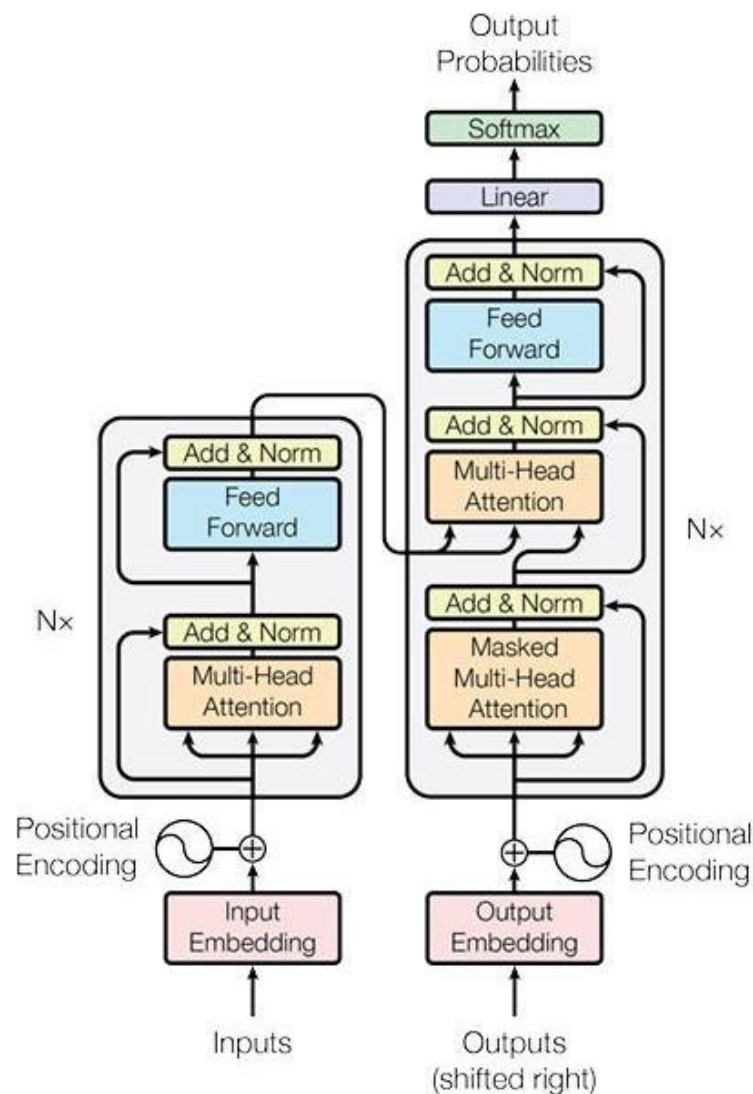 Output
Probabilities
Softmax
Linear
Add & Norm
Feed
Forward
Add & Norm
Multi-Head
Attention
Nx
Add & Norm
Masked
Multi-Head
Attention
Add & Norm
Feed
Forward
Nx
Add & Norm
Multi-Head
Attention
Positional
Encoding
Positional
Encoding
Input
Embedding
Output
Embedding
Inputs
Outputs
(shifted right)